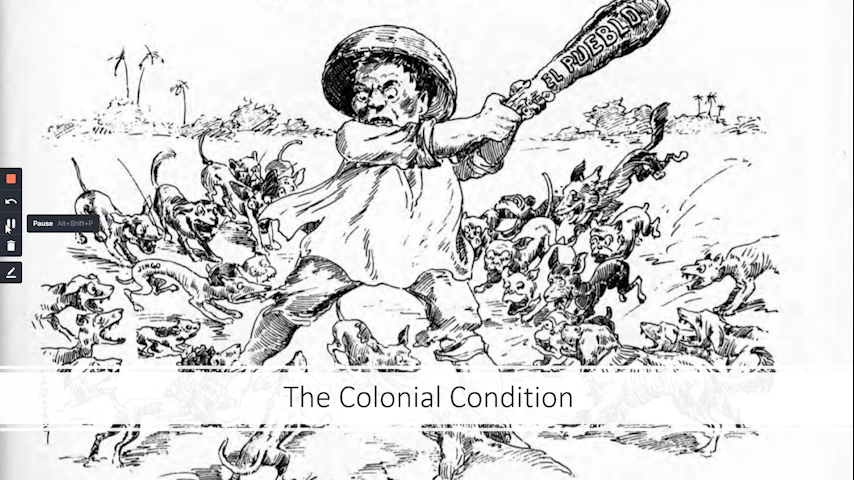 EL PUEBLO
Pause Alt+Shift+P
JINGO
The Colonial Condition